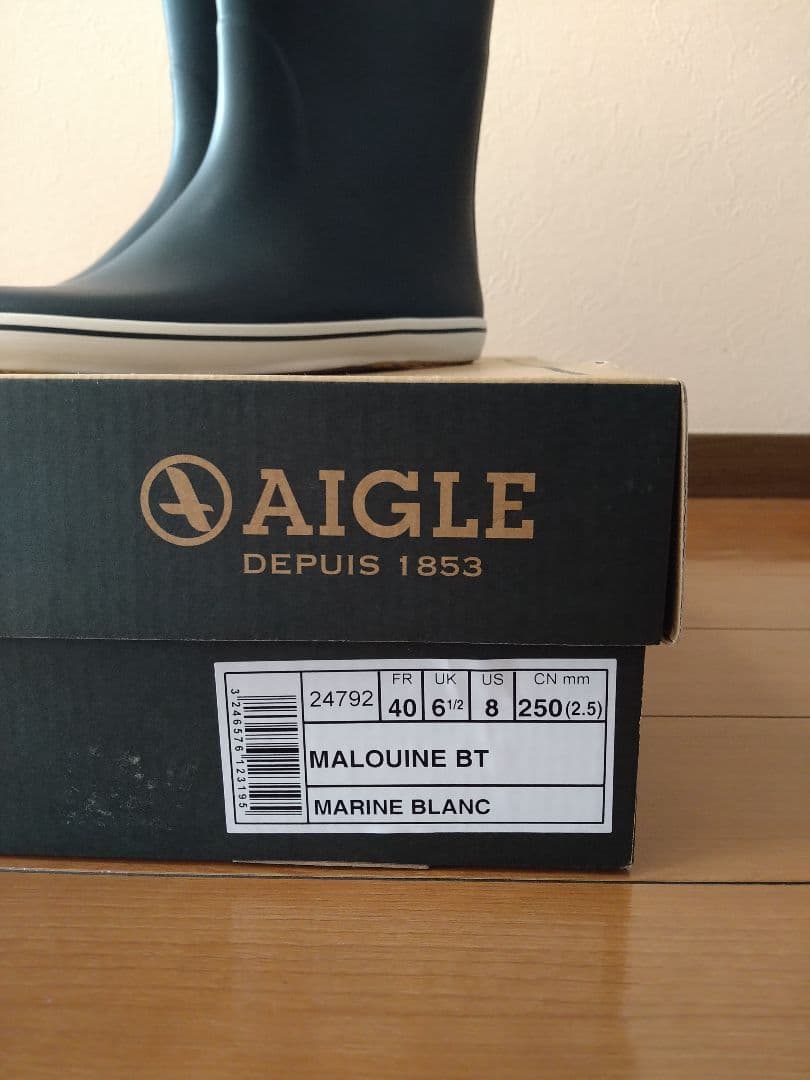 AIGLE
DEPUIS 1853
24792 FR 40 UK 6 1/2 US 8 CN mm 250 (2.5)
MALOUINE BT
MARINE BLANC
3 246576 123195